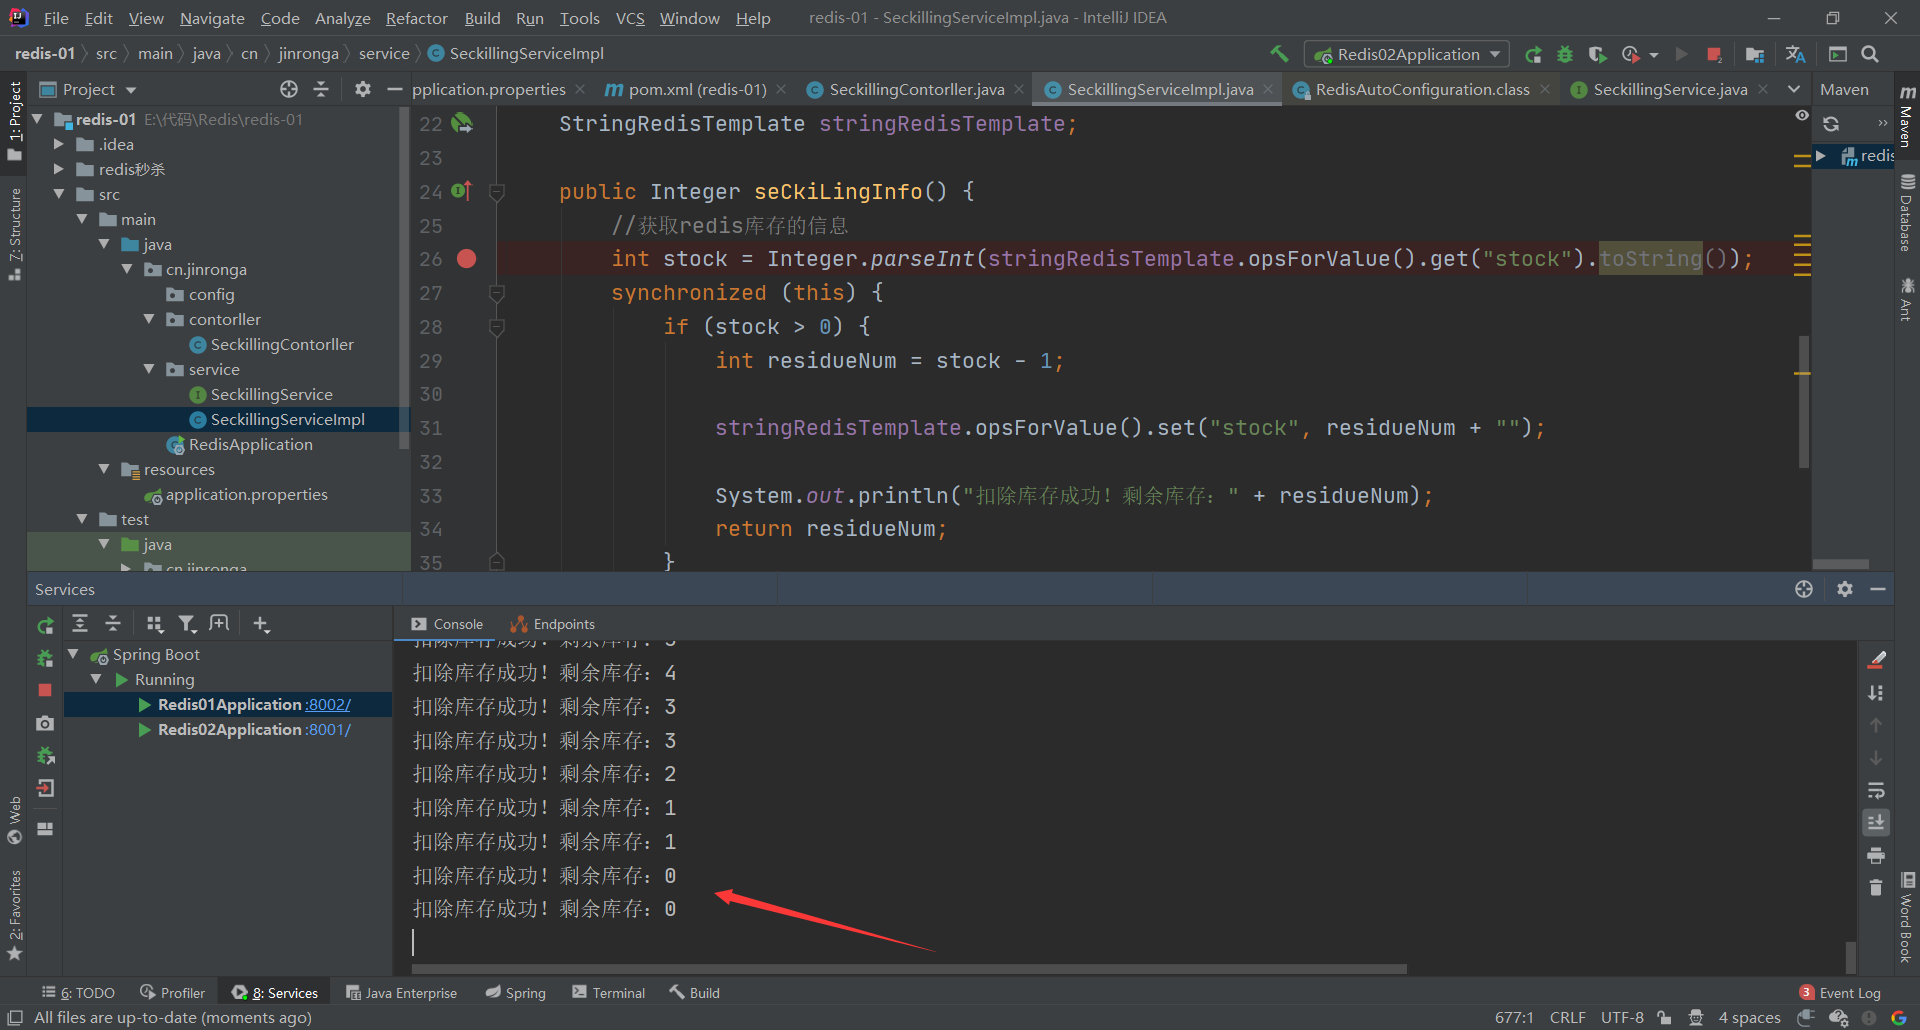 File Edit View Navigate Code Analyze Refactor Build Run Tools VCS Window Help redis-01 - SeckillingServiceImpl.java - IntelliJ IDEA
redis-01 src main java cn jinronga service SeckillingServiceImpl Redis02Application
1: Project
7: Structure
Web
2: Favorites
Project
redis-01 E:\代码\Redis\redis-01
.idea
redis秒杀
src
main
java
cn.jinronga
config
contorller
SeckillingContorller
service
SeckillingService
SeckillingServiceImpl
RedisApplication
resources
application.properties
test
java
cn.jinronga
pplication.properties pom.xml (redis-01) SeckillingContorller.java SeckillingServiceImpl.java RedisAutoConfiguration.class SeckillingService.java
22 StringRedisTemplate stringRedisTemplate;
23
24 public Integer seCkiLingInfo() {
25 //获取redis库存的信息
26 int stock = Integer.parseInt(stringRedisTemplate.opsForValue().get("stock").toString());
27 synchronized (this) {
28 if (stock > 0) {
29 int residueNum = stock - 1;
30
31 stringRedisTemplate.opsForValue().set("stock", residueNum + "");
32
33 System.out.println("扣除库存成功！剩余库存：" + residueNum);
34 return residueNum;
35 }
Maven
redis
Maven
Database
Ant
Word Book
Services
Spring Boot
Running
Redis01Application :8002/
Redis02Application :8001/
Console Endpoints
扣除库存成功！剩余库存：4
扣除库存成功！剩余库存：3
扣除库存成功！剩余库存：3
扣除库存成功！剩余库存：2
扣除库存成功！剩余库存：1
扣除库存成功！剩余库存：1
扣除库存成功！剩余库存：0
扣除库存成功！剩余库存：0
6: TODO Profiler 8: Services Java Enterprise Spring Terminal Build 3 Event Log
All files are up-to-date (moments ago) 677:1 CRLF UTF-8 4 spaces